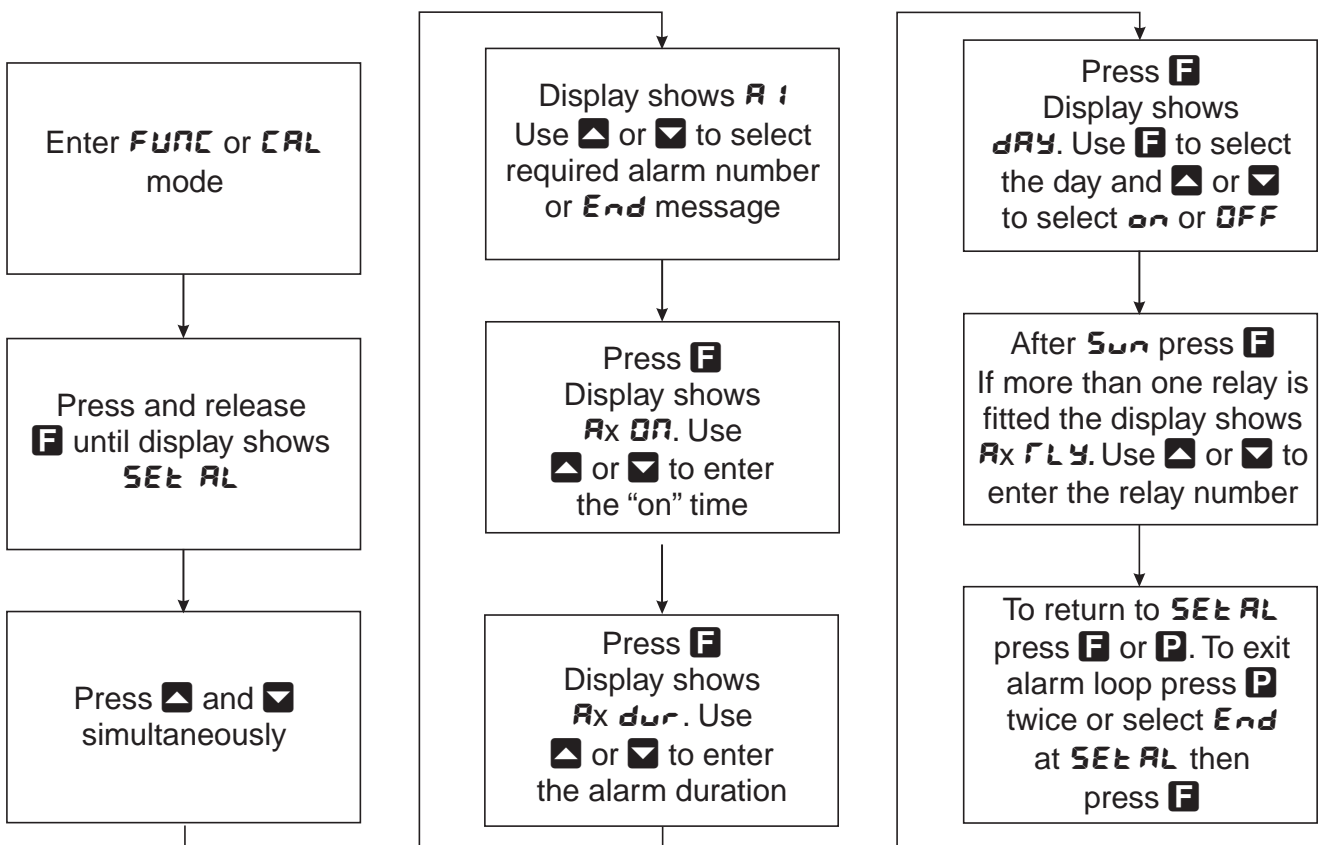 Enter FUNC or CAL
mode
Press and release
F until display shows
SEt AL
Press ▲ and ▼
simultaneously
Display shows A 1
Use ▲ or ▼ to select
required alarm number
or End message
Press F
Display shows
Ax ON. Use
▲ or ▼ to enter
the “on” time
Press F
Display shows
Ax dur. Use
▲ or ▼ to enter
the alarm duration
Press F
Display shows
dAY. Use F to select
the day and ▲ or ▼
to select on or OFF
After Sun press F
If more than one relay is
fitted the display shows
Ax rLY. Use ▲ or ▼ to
enter the relay number
To return to SEt AL
press F or P. To exit
alarm loop press P
twice or select End
at SEt AL then
press F